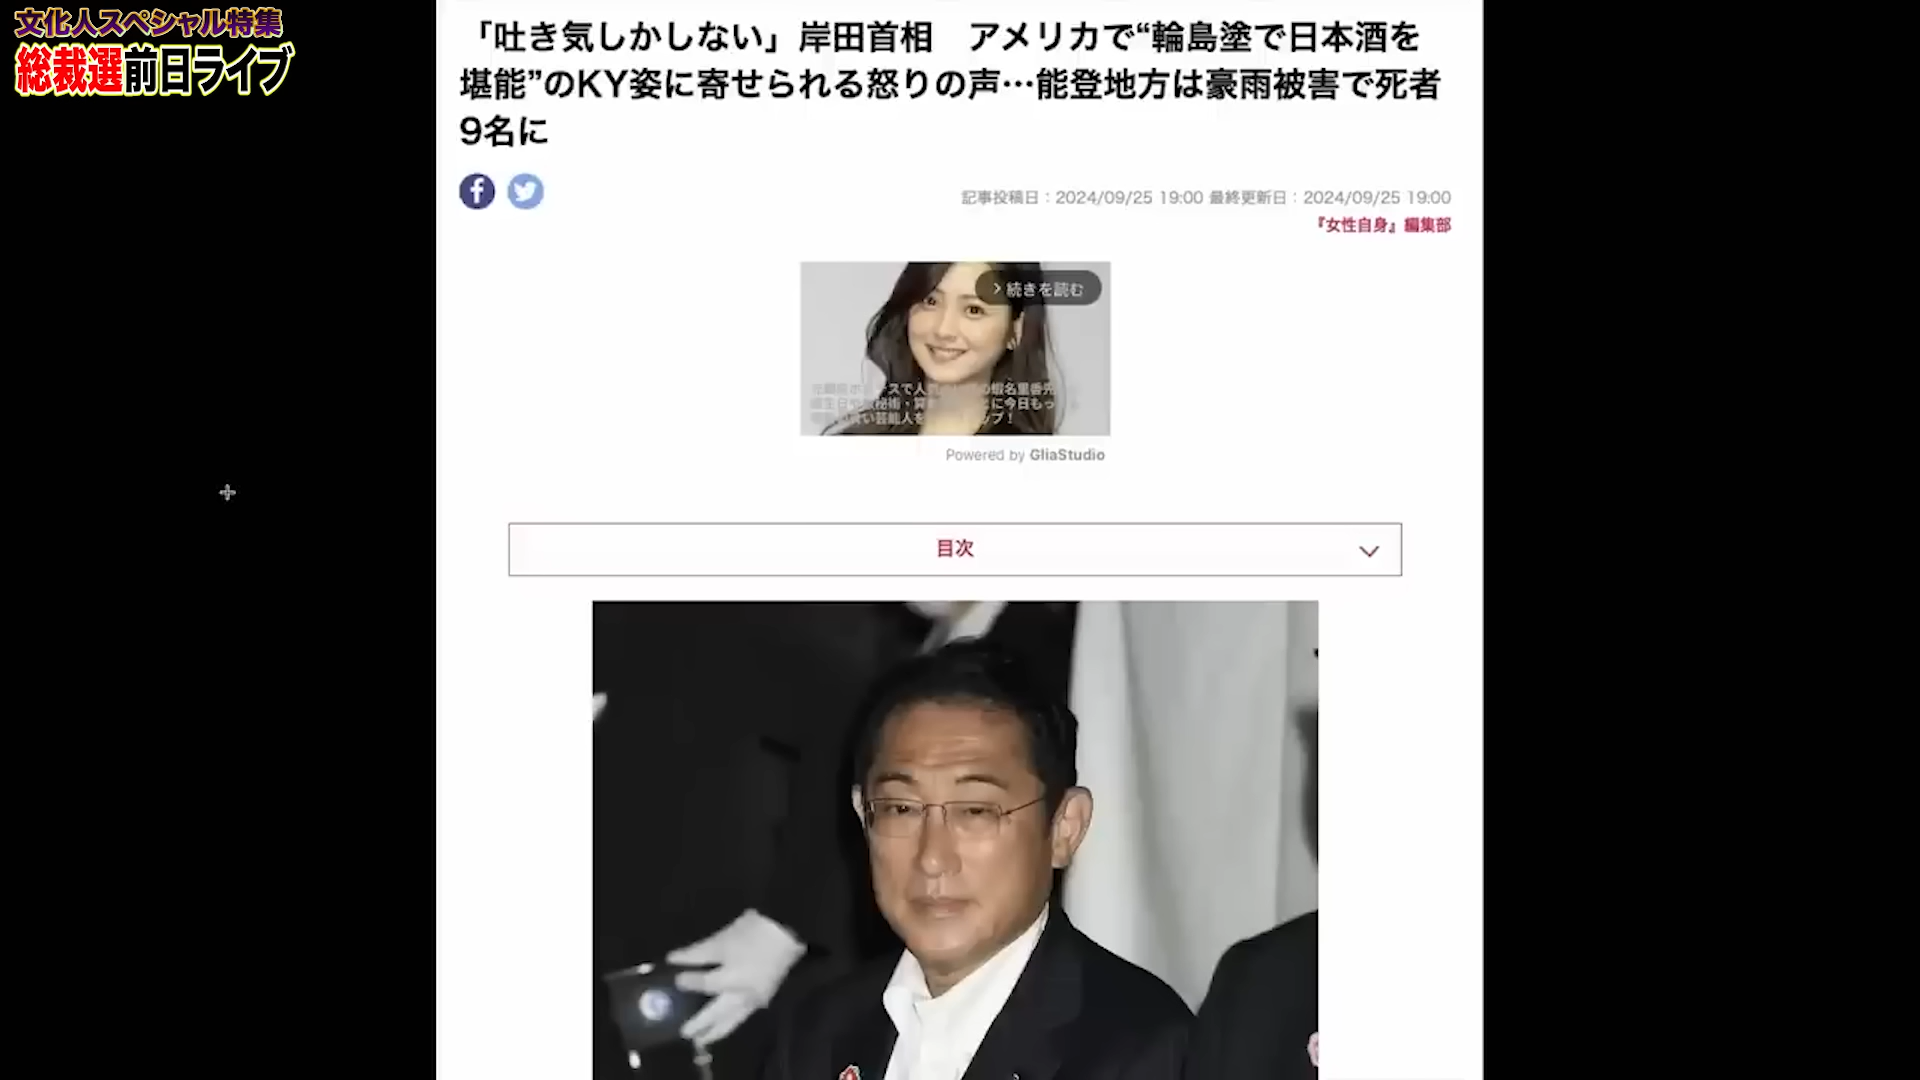 文化人スペシャル特集
総裁選前日ライブ
「吐き気しかしない」岸田首相　アメリカで“輪島塗で日本酒を
堪能”のKY姿に寄せられる怒りの声…能登地方は豪雨被害で死者
9名に
記事投稿日：2024/09/25 19:00 最終更新日：2024/09/25 19:00
『女性自身』編集部
続きを読む
Powered by GliaStudio
目次